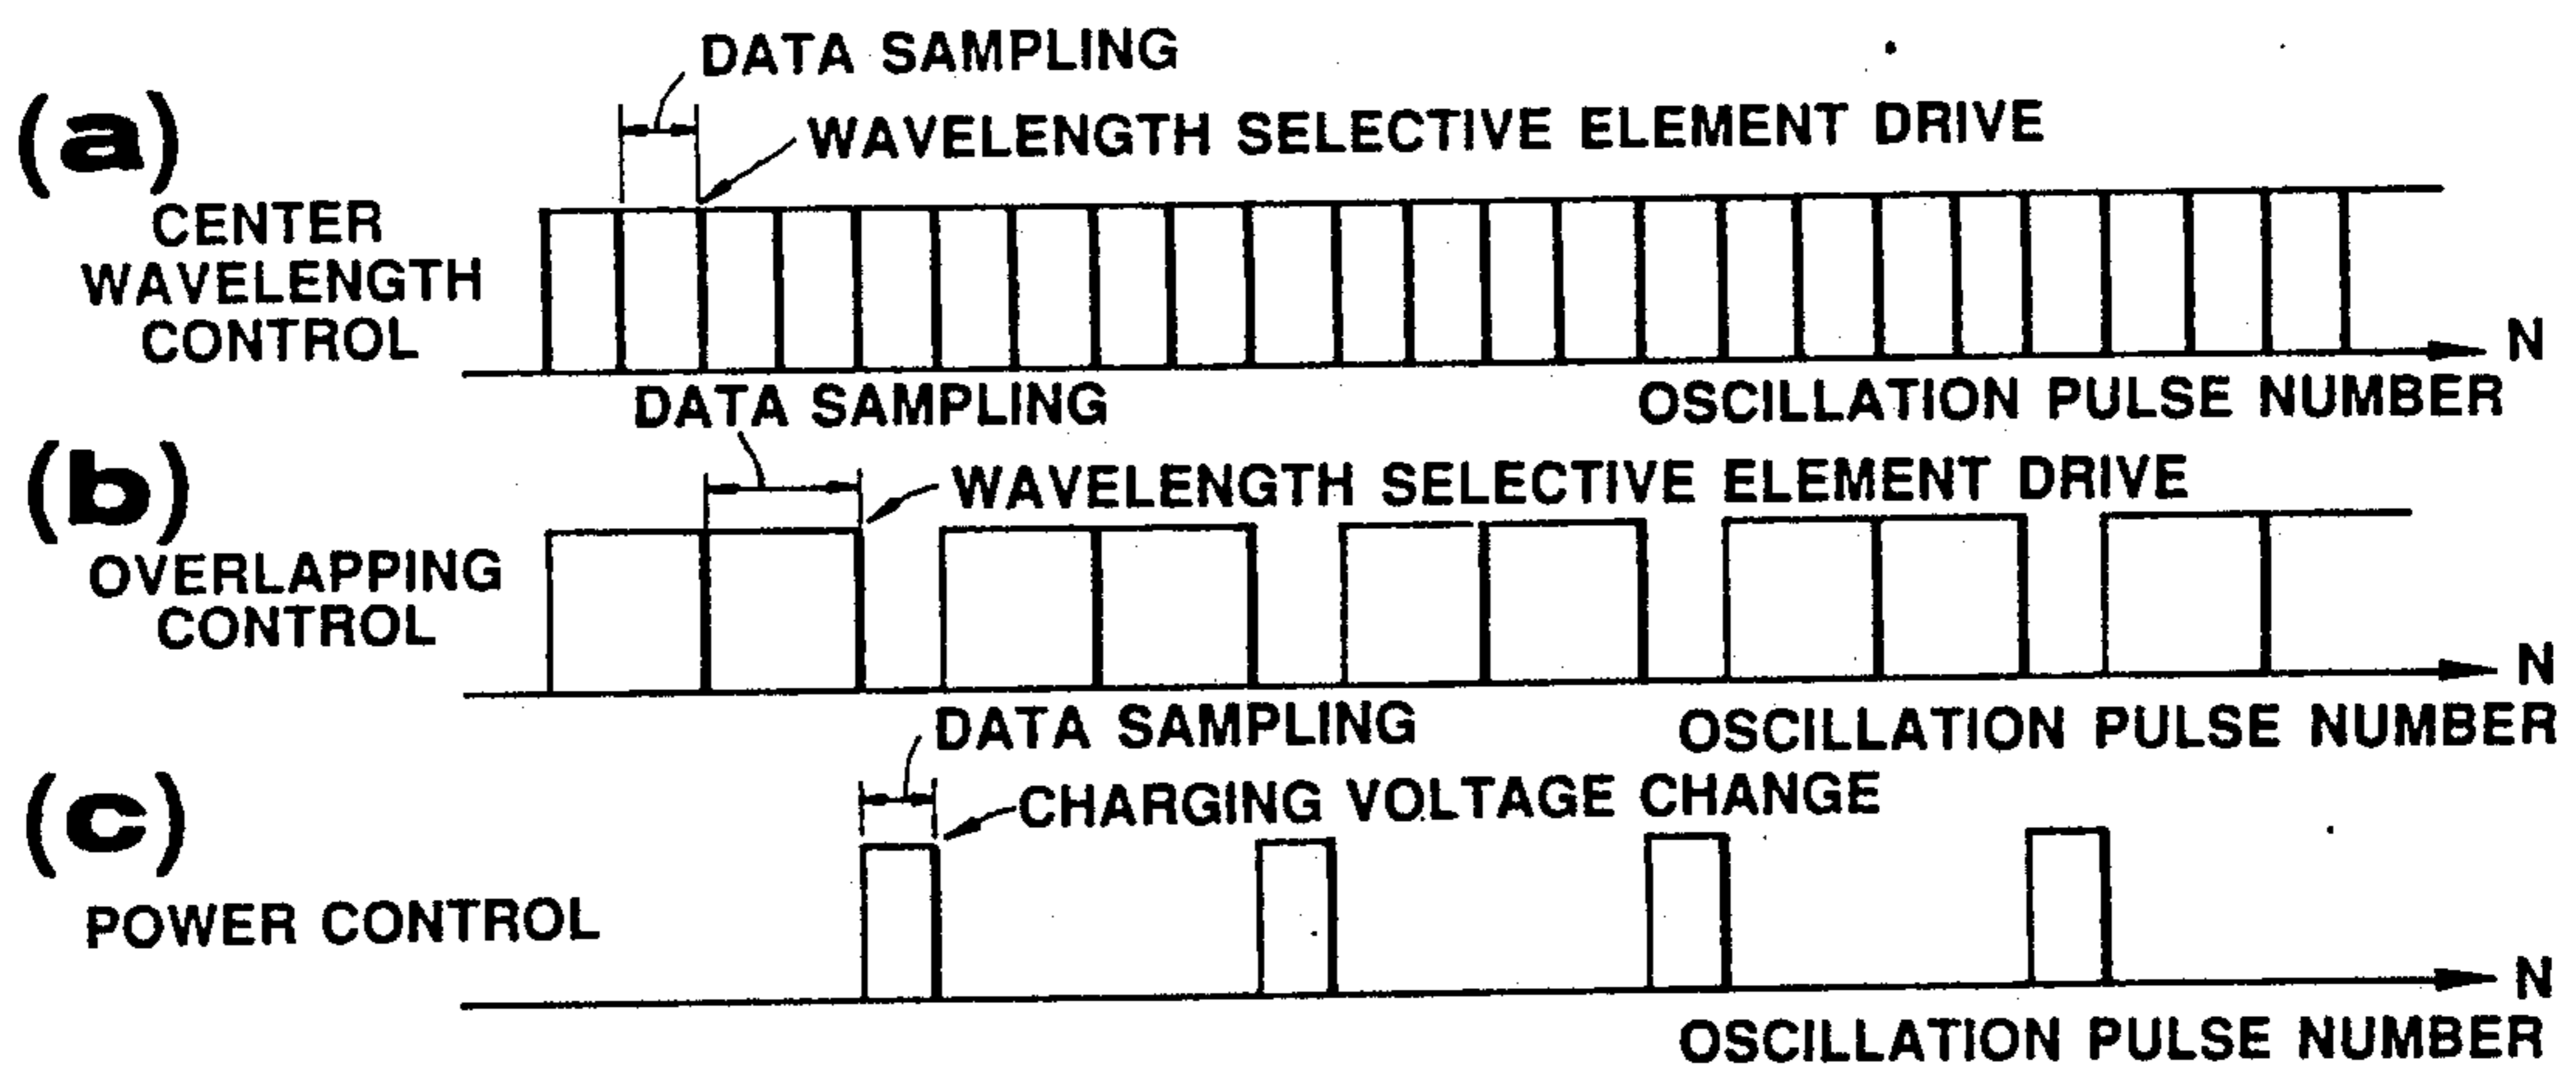 DATA SAMPLING
(a)
WAVELENGTH SELECTIVE ELEMENT DRIVE
CENTER
WAVELENGTH
CONTROL
N
OSCILLATION PULSE NUMBER
DATA SAMPLING
(b)
WAVELENGTH SELECTIVE ELEMENT DRIVE
OVERLAPPING
CONTROL
N
OSCILLATION PULSE NUMBER
DATA SAMPLING
(c)
CHARGING VOLTAGE CHANGE
POWER CONTROL
N
OSCILLATION PULSE NUMBER